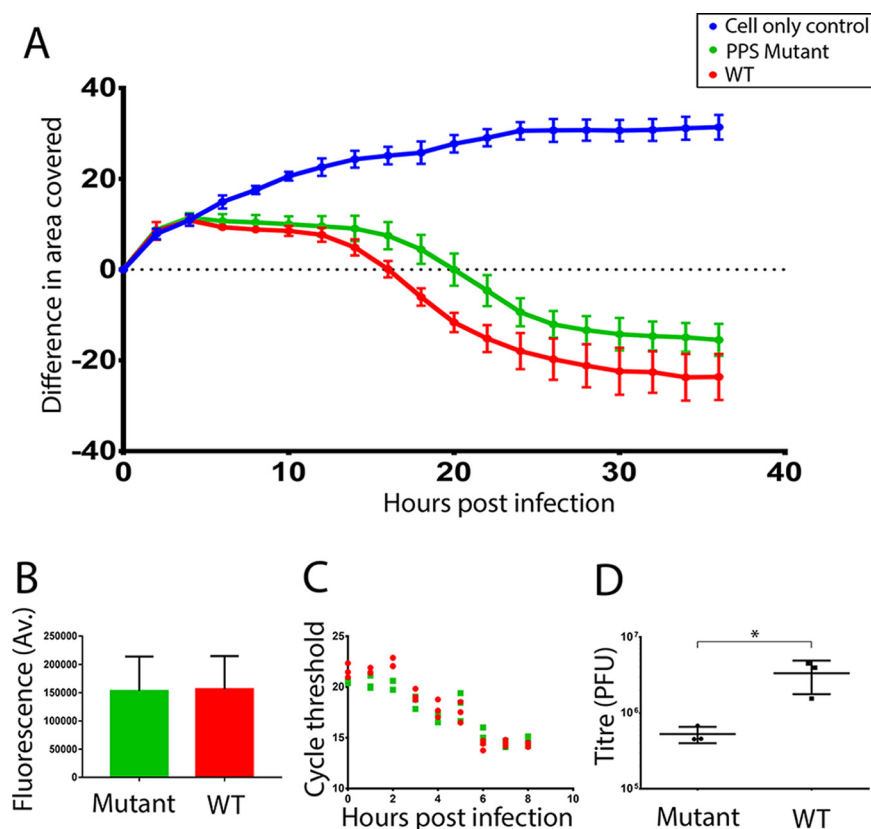 A
Cell only control
PPS Mutant
WT
Difference in area covered
40
20
0
-20
-40
0
10
20
30
40
Hours post infection
B
Fluorescence (Av.)
250000
200000
150000
100000
50000
0
Mutant
WT
C
Cycle threshold
25
20
15
10
0
2
4
6
8
10
Hours post infection
D
Titre (PFU)
10⁷
10⁶
10⁵
*
Mutant
WT